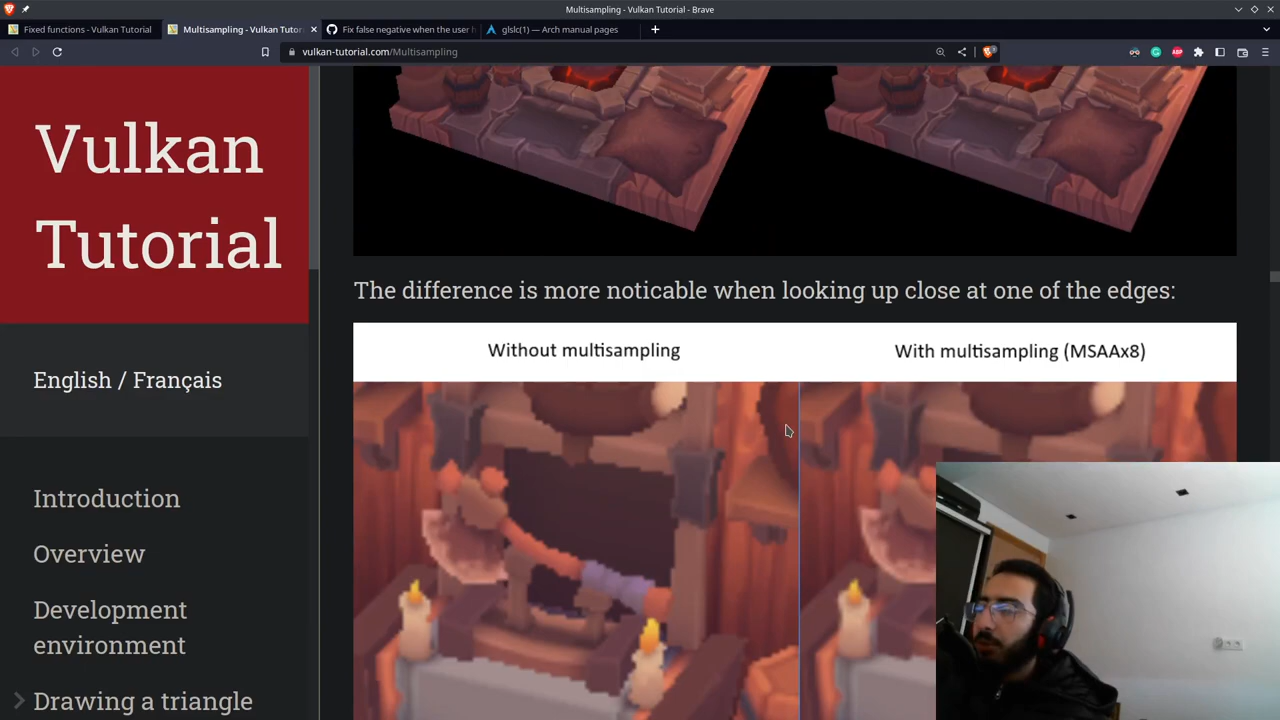 Multisampling - Vulkan Tutorial - Brave
Fixed functions - Vulkan Tutorial
Multisampling - Vulkan Tutor
Fix false negative when the user h
glslc(1) — Arch manual pages
vulkan-tutorial.com/Multisampling
Vulkan
Tutorial
English / Français
Introduction
Overview
Development
environment
Drawing a triangle
The difference is more noticable when looking up close at one of the edges:
Without multisampling
With multisampling (MSAAx8)